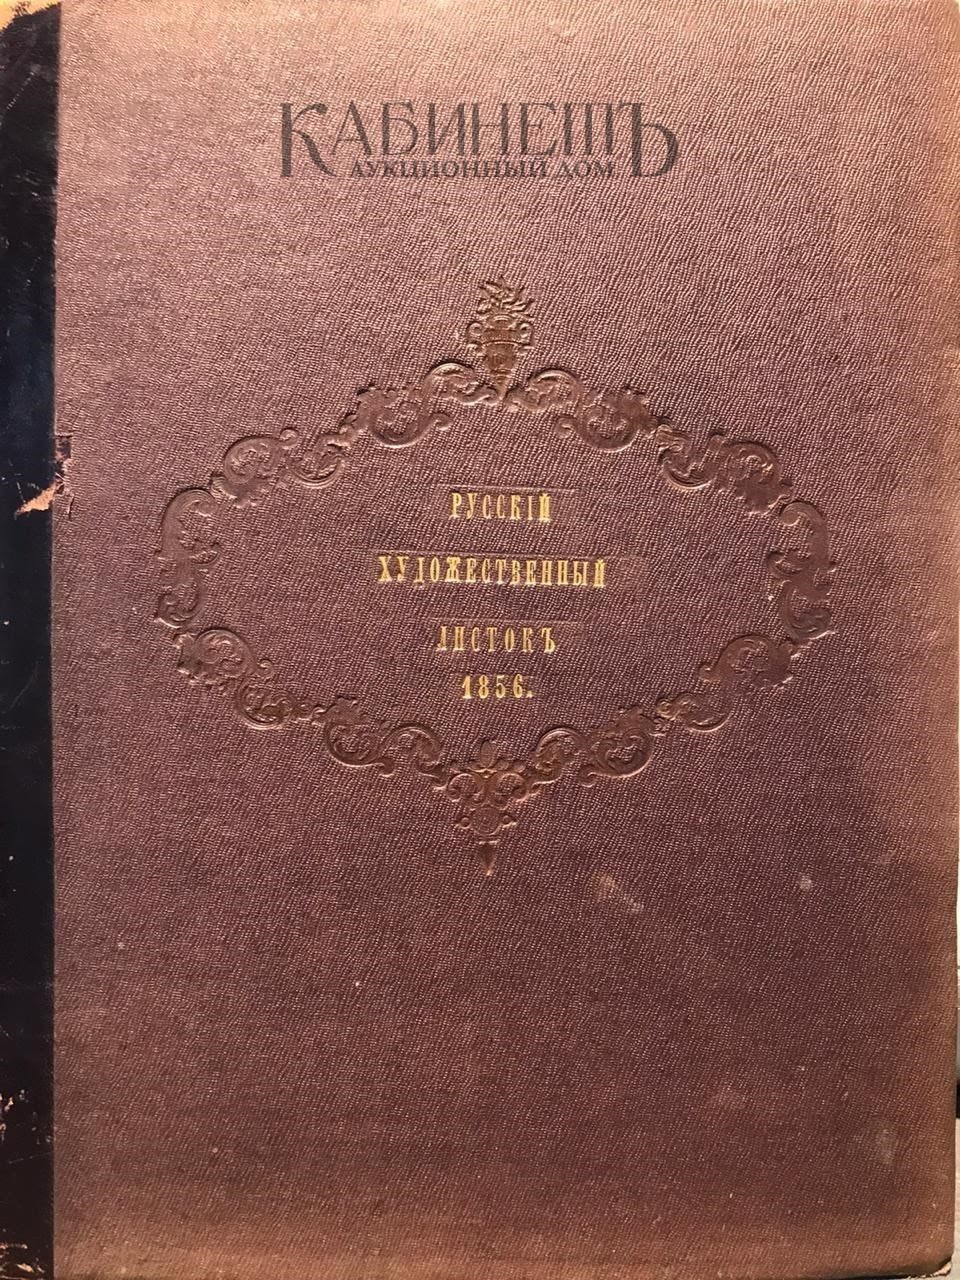 КАБИНЕТЪ
АУКЦИОННЫЙ ДОМ
РУССКІЙ
ХУДОЖЕСТВЕННЫЙ
ЛИСТОКЪ
1856.